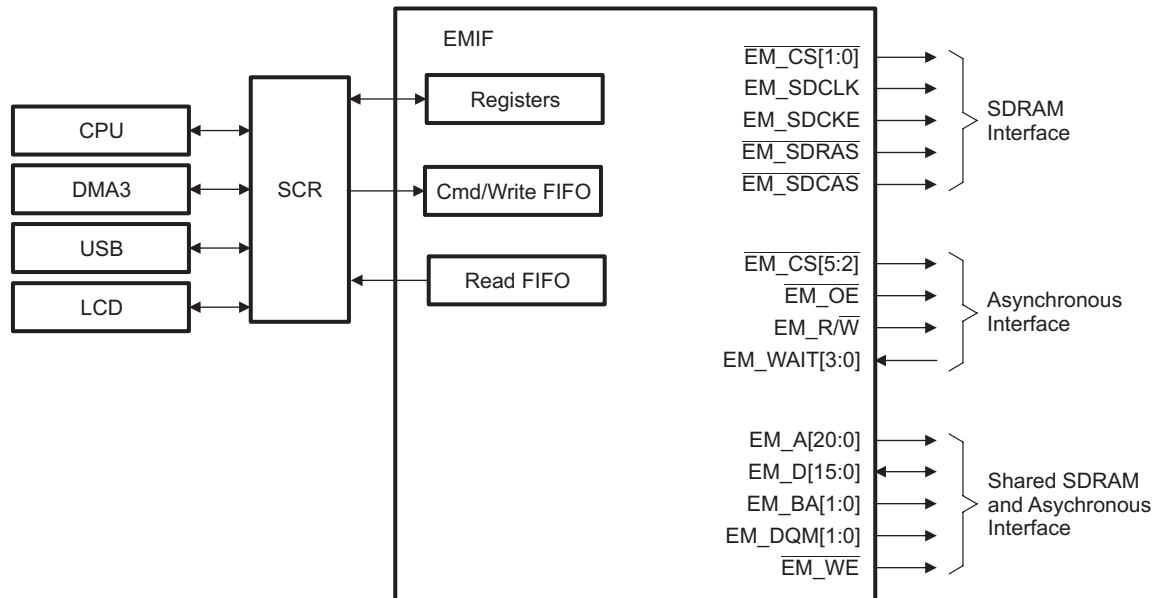 EMIF
CPU
DMA3
USB
LCD
SCR
Registers
Cmd/Write FIFO
Read FIFO
EM_CS[1:0]
EM_SDCLK
EM_SDCKE
EM_SDRAS
EM_SDCAS
SDRAM
Interface
EM_CS[5:2]
EM_OE
EM_R/W
EM_WAIT[3:0]
Asynchronous
Interface
EM_A[20:0]
EM_D[15:0]
EM_BA[1:0]
EM_DQM[1:0]
EM_WE
Shared SDRAM
and Asychronous
Interface